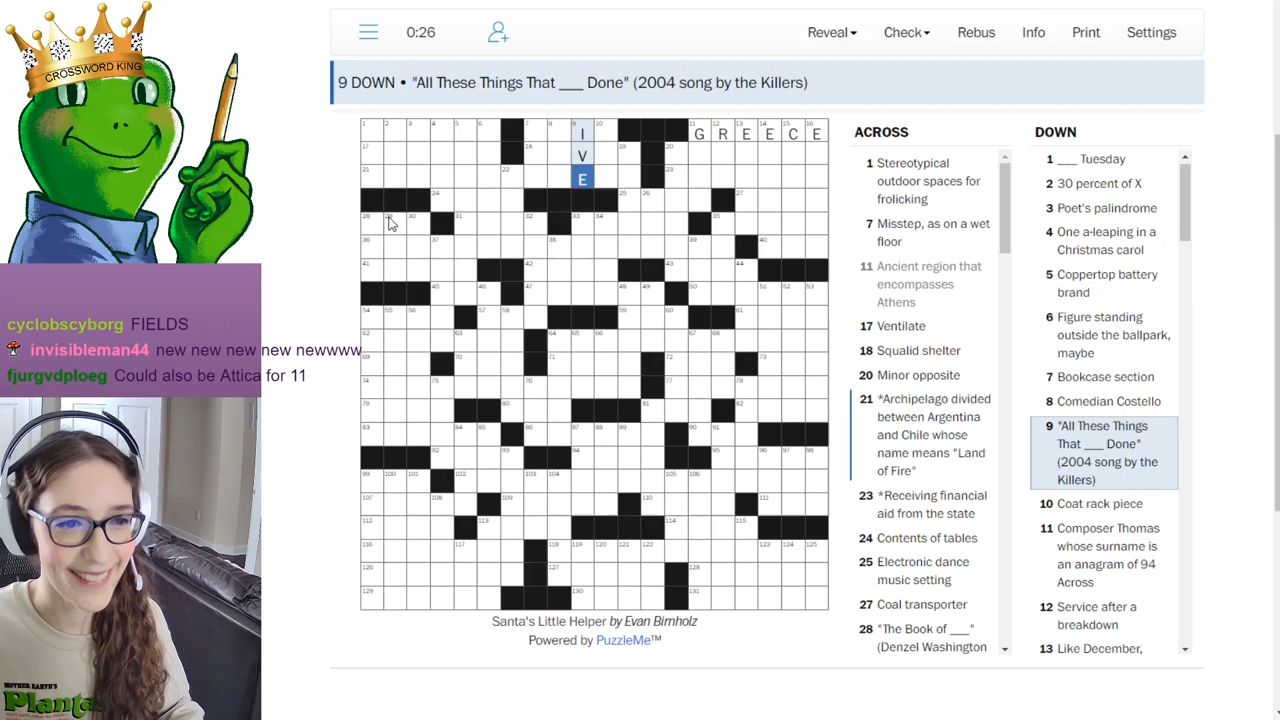 CROSSWORD KING
0:26
Reveal
Check
Rebus
Info
Print
Settings
9 DOWN • "All These Things That ___ Done" (2004 song by the Killers)
I
G R E E C E
V
E
ACROSS
1 Stereotypical
outdoor spaces for
frolicking
7 Misstep, as on a wet
floor
11 Ancient region that
encompasses
Athens
17 Ventilate
18 Squalid shelter
20 Minor opposite
21 *Archipelago divided
between Argentina
and Chile whose
name means "Land
of Fire"
23 *Receiving financial
aid from the state
24 Contents of tables
25 Electronic dance
music setting
27 Coal transporter
28 "The Book of ___"
(Denzel Washington
DOWN
1 ___ Tuesday
2 30 percent of X
3 Poet's palindrome
4 One a-leaping in a
Christmas carol
5 Coppertop battery
brand
6 Figure standing
outside the ballpark,
maybe
7 Bookcase section
8 Comedian Costello
9 "All These Things
That ___ Done"
(2004 song by the
Killers)
10 Coat rack piece
11 Composer Thomas
whose surname is
an anagram of 94
Across
12 Service after a
breakdown
13 Like December,
cyclobscyborg FIELDS
invisibleman44 new new new new newwww
fjurgvdploeg Could also be Attica for 11
Santa's Little Helper by Evan Birnholz
Powered by PuzzleMe™
MOTHER EARTH'S
Planta